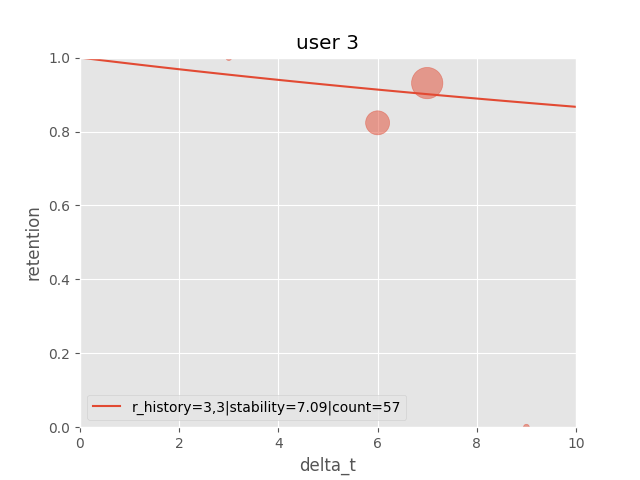 user 3
1.0
0.8
0.6
0.4
0.2
0.0
retention
r_history=3,3|stability=7.09|count=57
0 2 4 6 8 10
delta_t